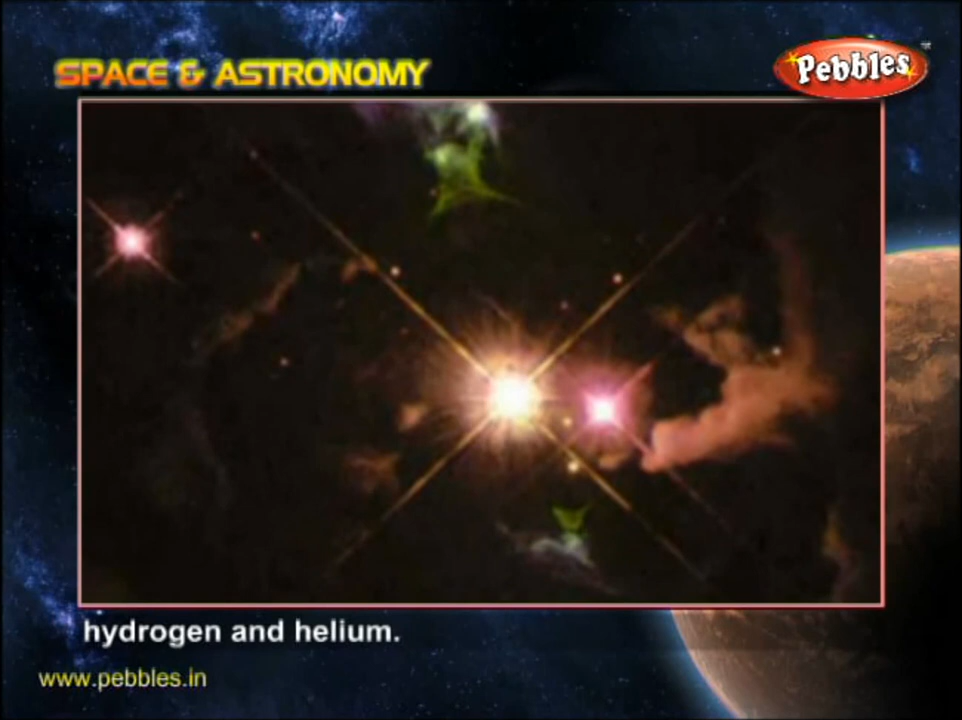 SPACE & ASTRONOMY
Pebbles
hydrogen and helium.
www.pebbles.in